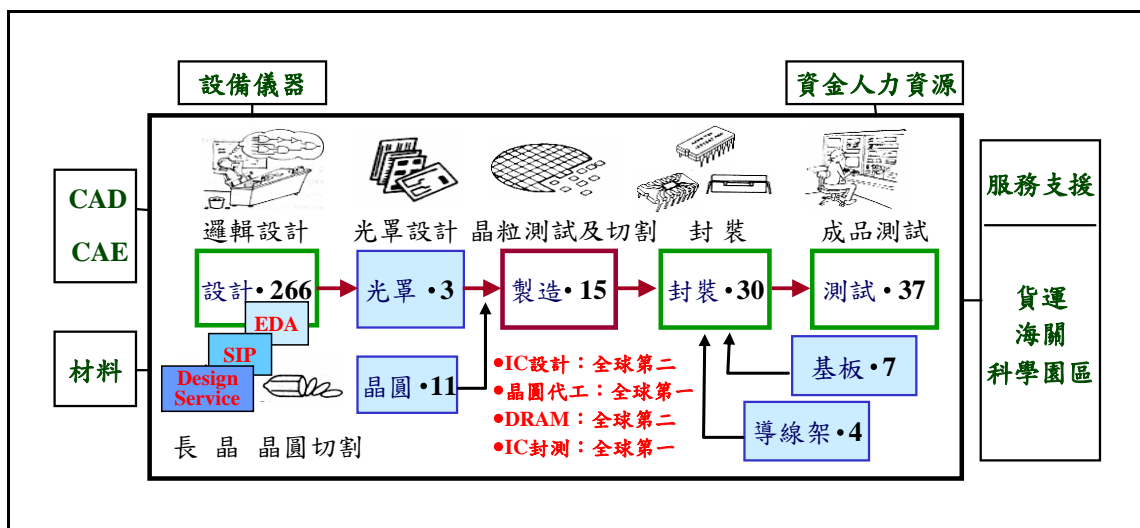 設備儀器
資金人力資源
CAD
CAE
材料
服務支援
貨運
海關
科學園區
邏輯設計
光罩設計
晶粒測試及切割
封 裝
成品測試
設計•266
光罩•3
製造•15
封裝•30
測試•37
EDA
SIP
Design
Service
晶圓•11
基板•7
導線架•4
•IC設計：全球第二
•晶圓代工：全球第一
•DRAM：全球第二
•IC封測：全球第一
長 晶 晶圓切割